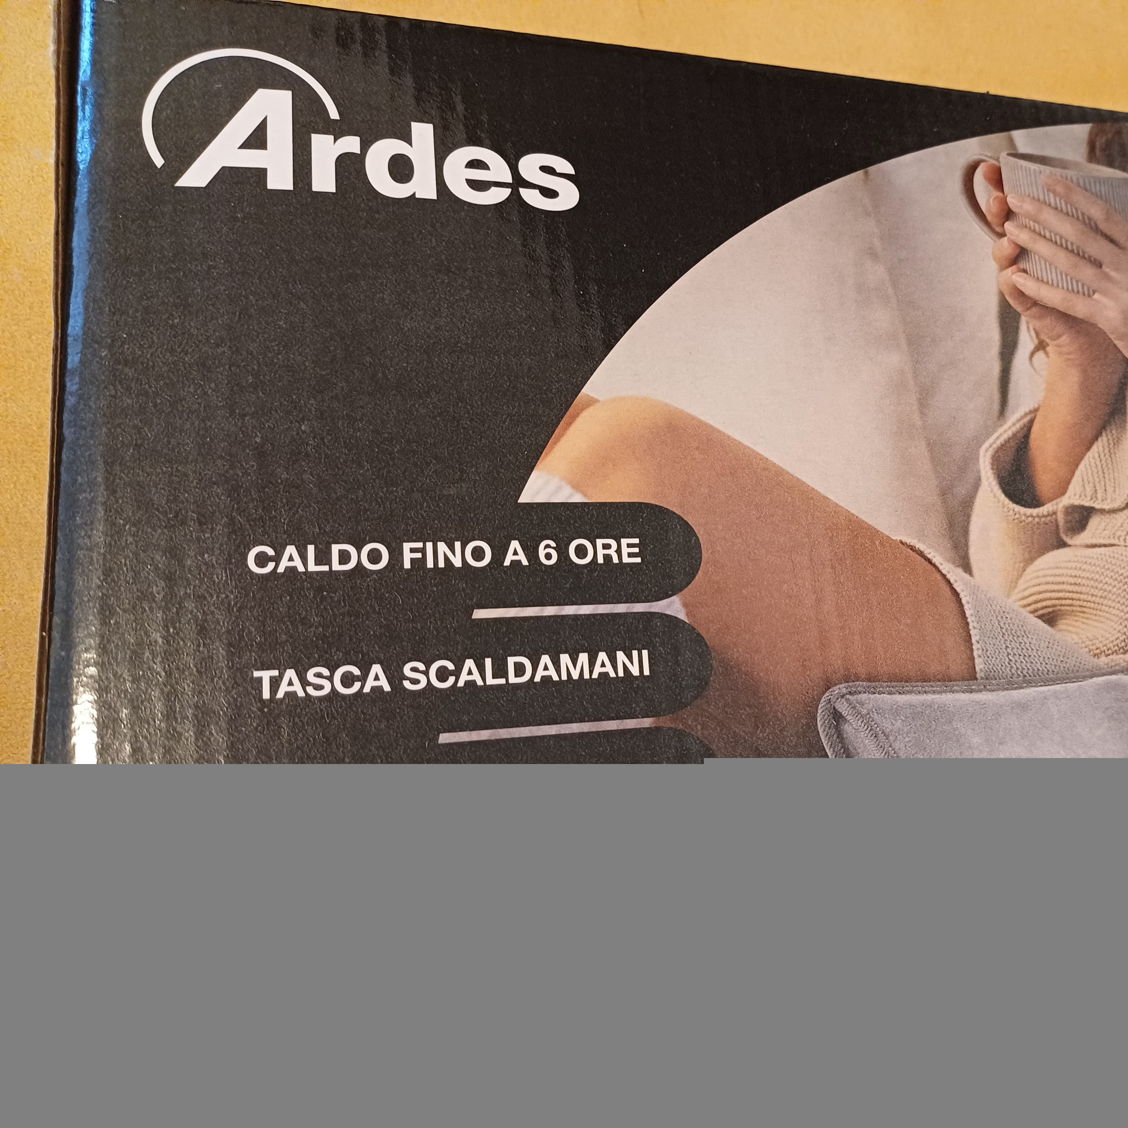 Ardes
CALDO FINO A 6 ORE
TASCA SCALDAMANI